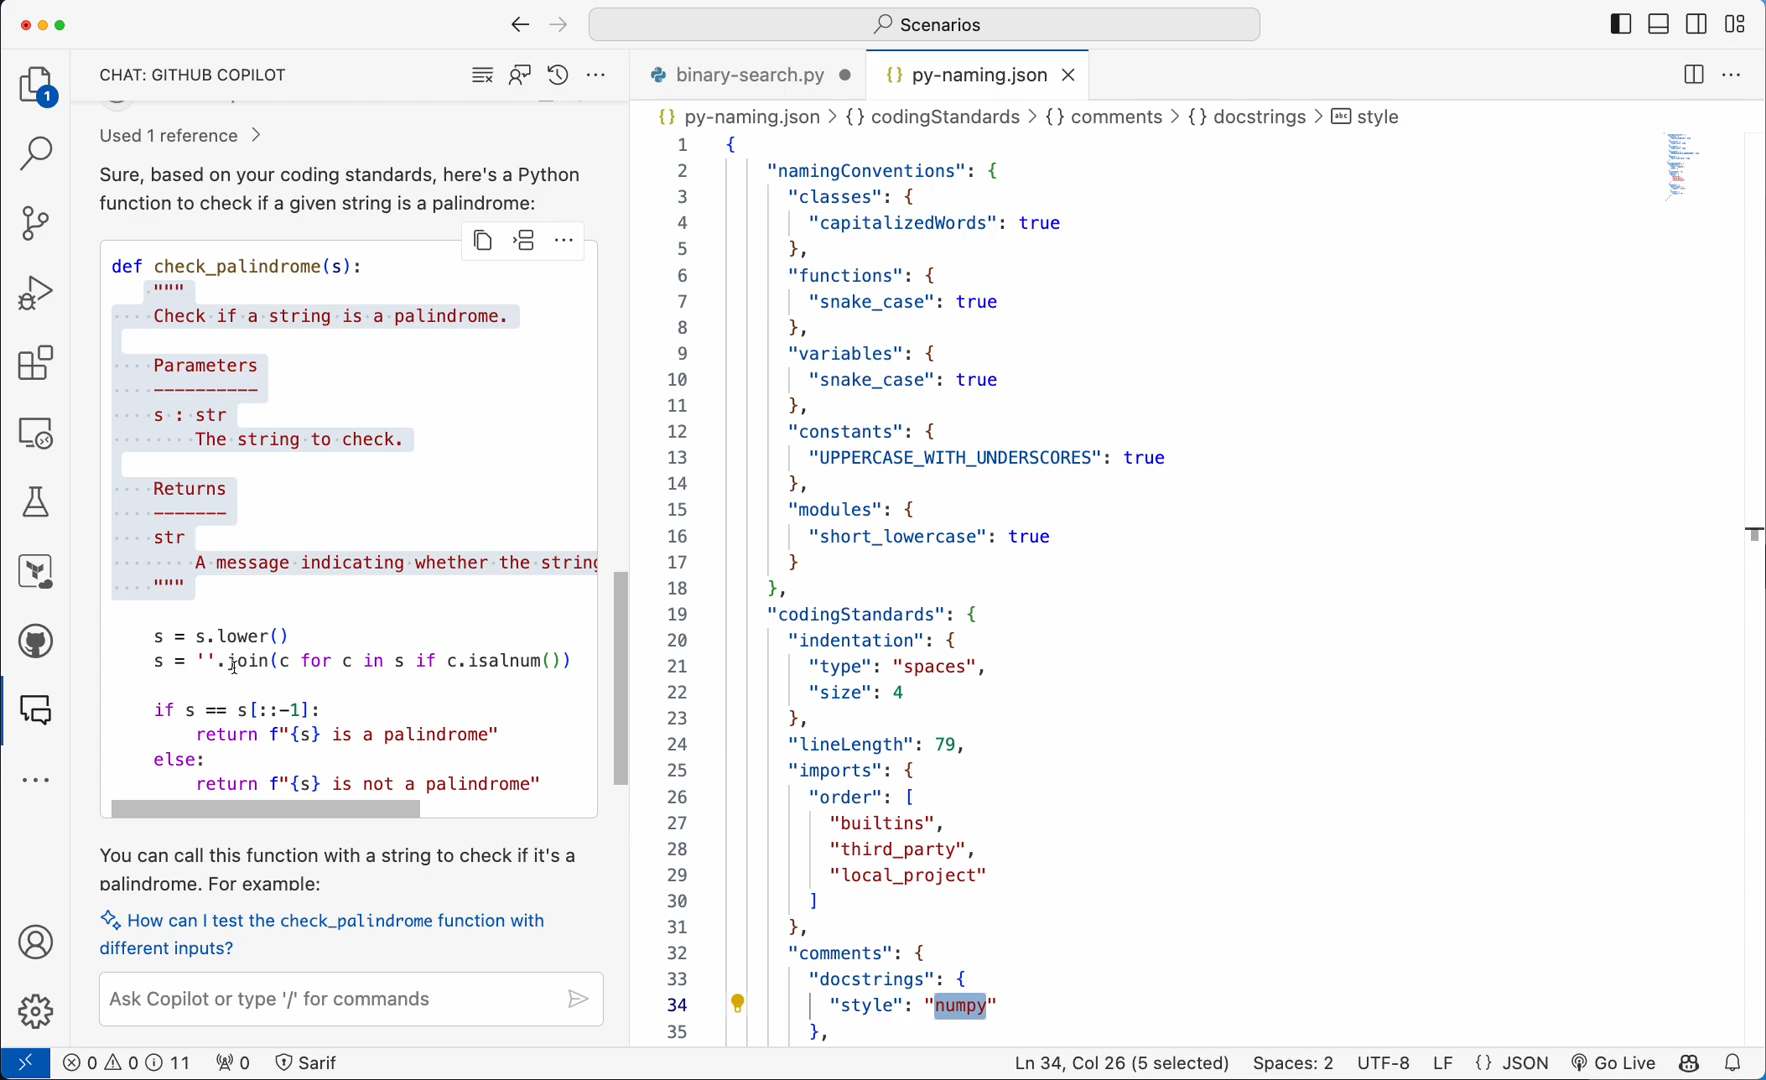 Scenarios
1
CHAT: GITHUB COPILOT
Used 1 reference
Sure, based on your coding standards, here's a Python
function to check if a given string is a palindrome:
def check_palindrome(s):
"""
Check if a string is a palindrome.
Parameters
----------
s : str
The string to check.
Returns
-------
str
A message indicating whether the string
"""
s = s.lower()
s = ''.join(c for c in s if c.isalnum())
if s == s[::-1]:
return f"{s} is a palindrome"
else:
return f"{s} is not a palindrome"
You can call this function with a string to check if it's a
palindrome. For example:
How can I test the check_palindrome function with
different inputs?
Ask Copilot or type '/' for commands
binary-search.py
{} py-naming.json
{} py-naming.json > {} codingStandards > {} comments > {} docstrings > abc style
1 {
2 "namingConventions": {
3 "classes": {
4 "capitalizedWords": true
5 },
6 "functions": {
7 "snake_case": true
8 },
9 "variables": {
10 "snake_case": true
11 },
12 "constants": {
13 "UPPERCASE_WITH_UNDERSCORES": true
14 },
15 "modules": {
16 "short_lowercase": true
17 }
18 },
19 "codingStandards": {
20 "indentation": {
21 "type": "spaces",
22 "size": 4
23 },
24 "lineLength": 79,
25 "imports": {
26 "order": [
27 "builtins",
28 "third_party",
29 "local_project"
30 ]
31 },
32 "comments": {
33 "docstrings": {
34 "style": "numpy"
35 },
0 0 11 0 Sarif
Ln 34, Col 26 (5 selected) Spaces: 2 UTF-8 LF {} JSON Go Live